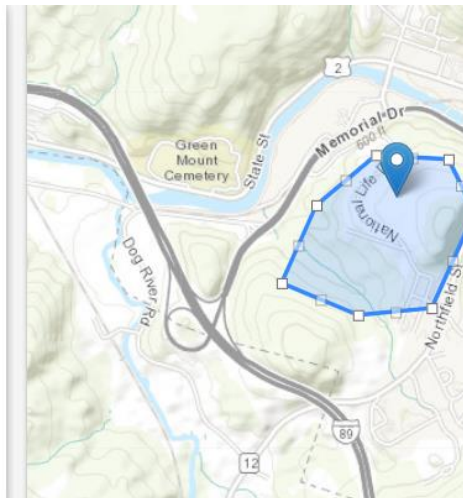 2
Memorial Dr
600 ft
Green
Mount
Cemetery
State St
National Life
Dog River
Rd
Northfield St
89
12